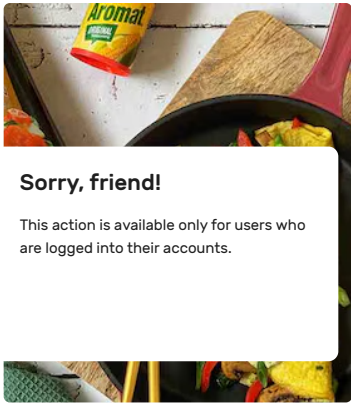 Aromat
ORIGINAL
Sorry, friend!
This action is available only for users who
are logged into their accounts.